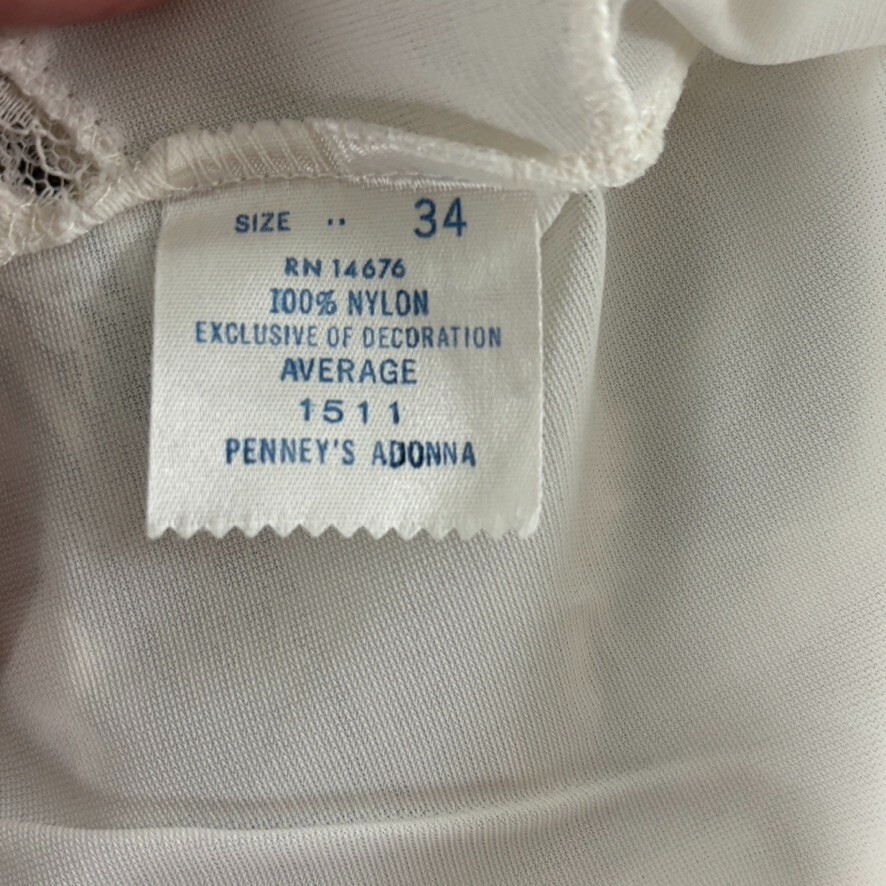 SIZE .. 34
RN 14676
100% NYLON
EXCLUSIVE OF DECORATION
AVERAGE
1511
PENNEY'S ADONNA